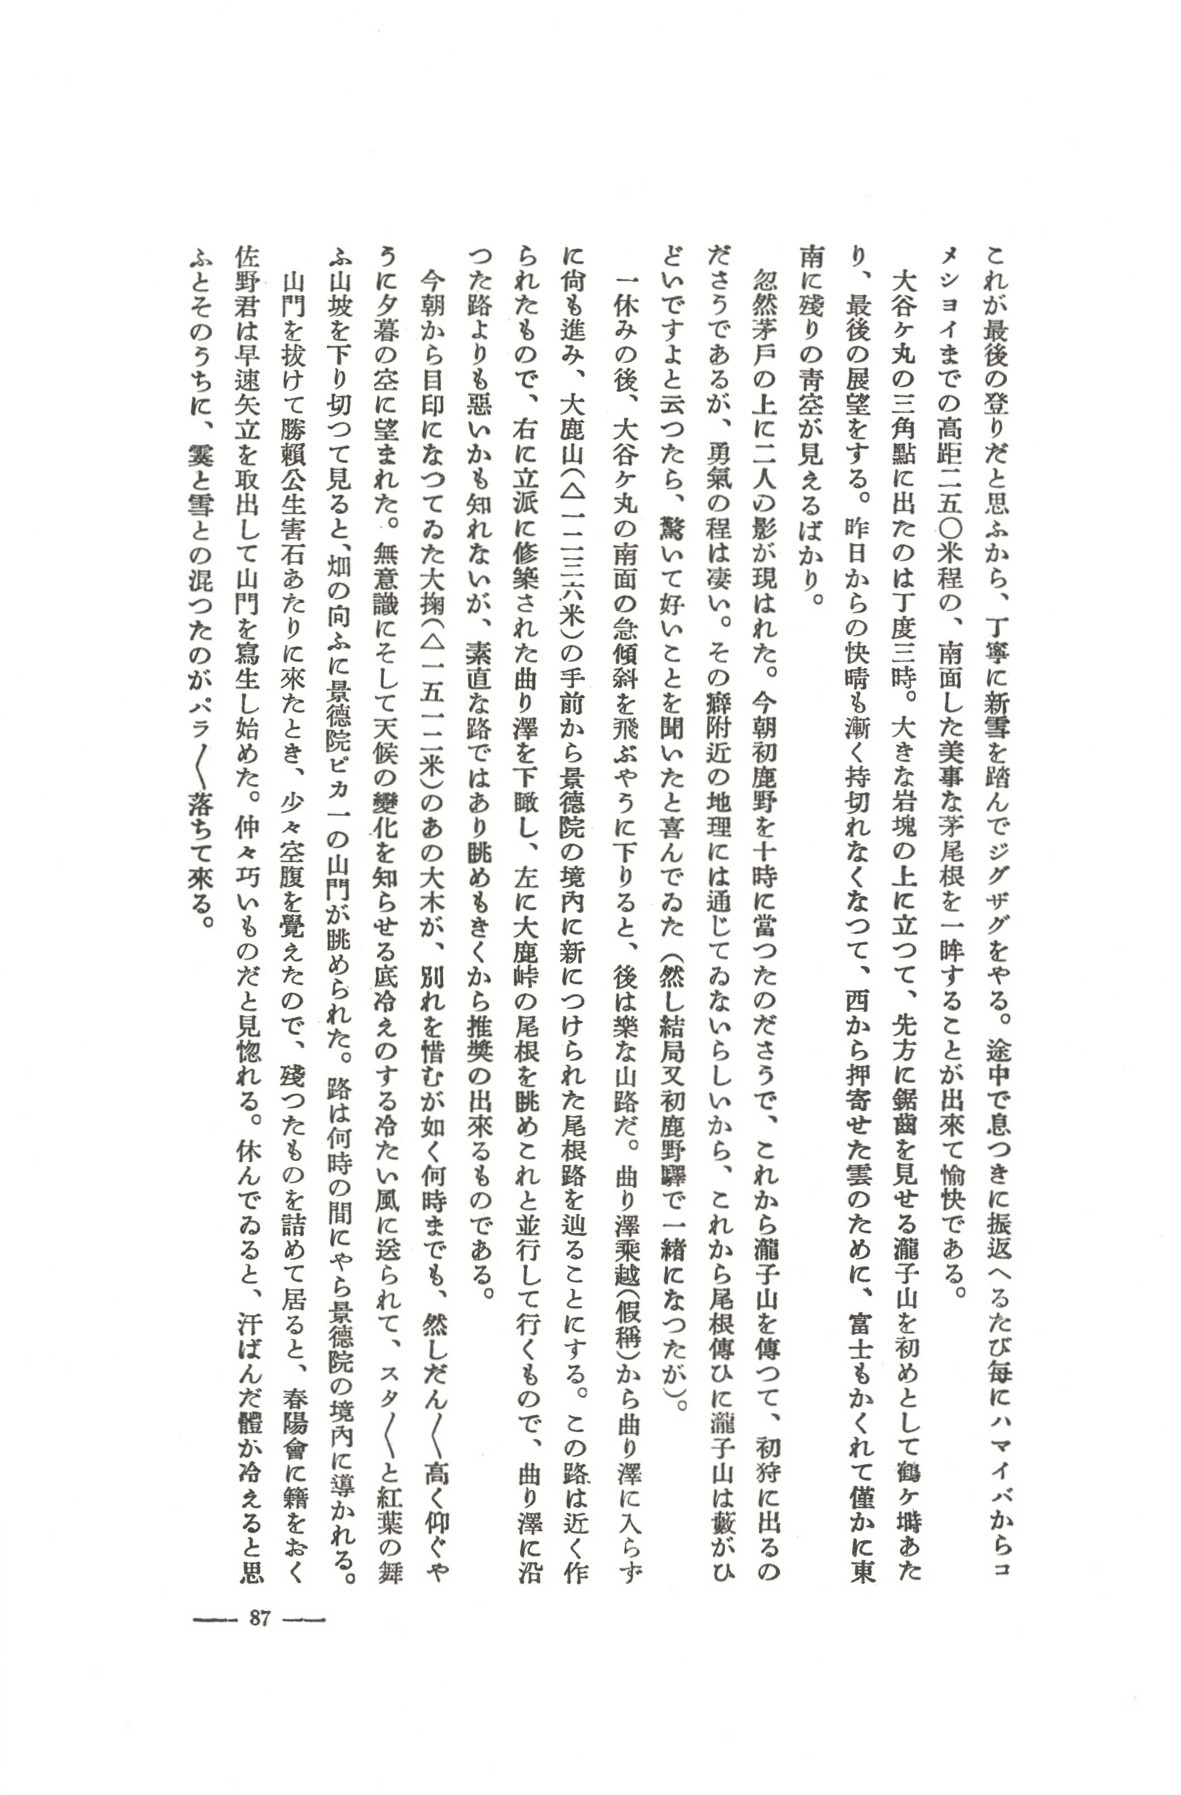 これが最後の登りだと思ふから、丁寧に新雪を踏んでジグザグをやる。途中で息つきに振返へるたび每にハマイバからコ
メショイまでの高距二五〇米程の、南面した美事な茅尾根を一眸することが出來て愉快である。
大谷ケ丸の三角點に出たのは丁度三時。大きな岩塊の上に立つて、先方に鋸齒を見せる瀧子山を初めとして鶴ケ塒あた
り、最後の展望をする。昨日からの快晴も漸く持切れなくなつて、西から押寄せた雲のために、富士もかくれて僅かに東
南に殘りの靑空が見えるばかり。
忽然茅戶の上に二人の影が現はれた。今朝初鹿野を十時に當つたのださうで、これから瀧子山を傳つて、初狩に出るの
ださうであるが、勇氣の程は凄い。その癖附近の地理には通じてゐないらしいから、これから尾根傳ひに瀧子山は藪がひ
どいですよと云つたら、驚いて好いことを聞いたと喜んでゐた（然し結局又初鹿野驛で一緒になつたが）。
一休みの後、大谷ケ丸の南面の急傾斜を飛ぶやうに下りると、後は樂な山路だ。曲り澤乘越（假稱）から曲り澤に入らず
に尙も進み、大鹿山（△一二三六米）の手前から景德院の境內に新につけられた尾根路を辿ることにする。この路は近く作
られたもので、右に立派に修築された曲り澤を下瞰し、左に大鹿峠の尾根を眺めこれと並行して行くもので、曲り澤に沿
つた路よりも惡いかも知れないが、素直な路ではあり眺めもきくから推奬の出來るものである。
今朝から目印になつてゐた大掬（△一五一二米）のあの大木が、別れを惜むが如く何時までも、然しだん〱高く仰ぐや
うに夕暮の空に望まれた。無意識にそして天候の變化を知らせる底冷えのする冷たい風に送られて、スタ〱と紅葉の舞
ふ山坡を下り切つて見ると、畑の向ふに景德院ピカ一の山門が眺められた。路は何時の間にやら景德院の境內に導かれる。
山門を拔けて勝賴公生害石あたりに來たとき、少々空腹を覺えたので、殘つたものを詰めて居ると、春陽會に籍をおく
佐野君は早速矢立を取出して山門を寫生し始めた。仲々巧いものだと見惚れる。休んでゐると、汗ばんだ體が冷えると思
ふとそのうちに、霙と雪との混つたのがパラ〱落ちて來る。
87